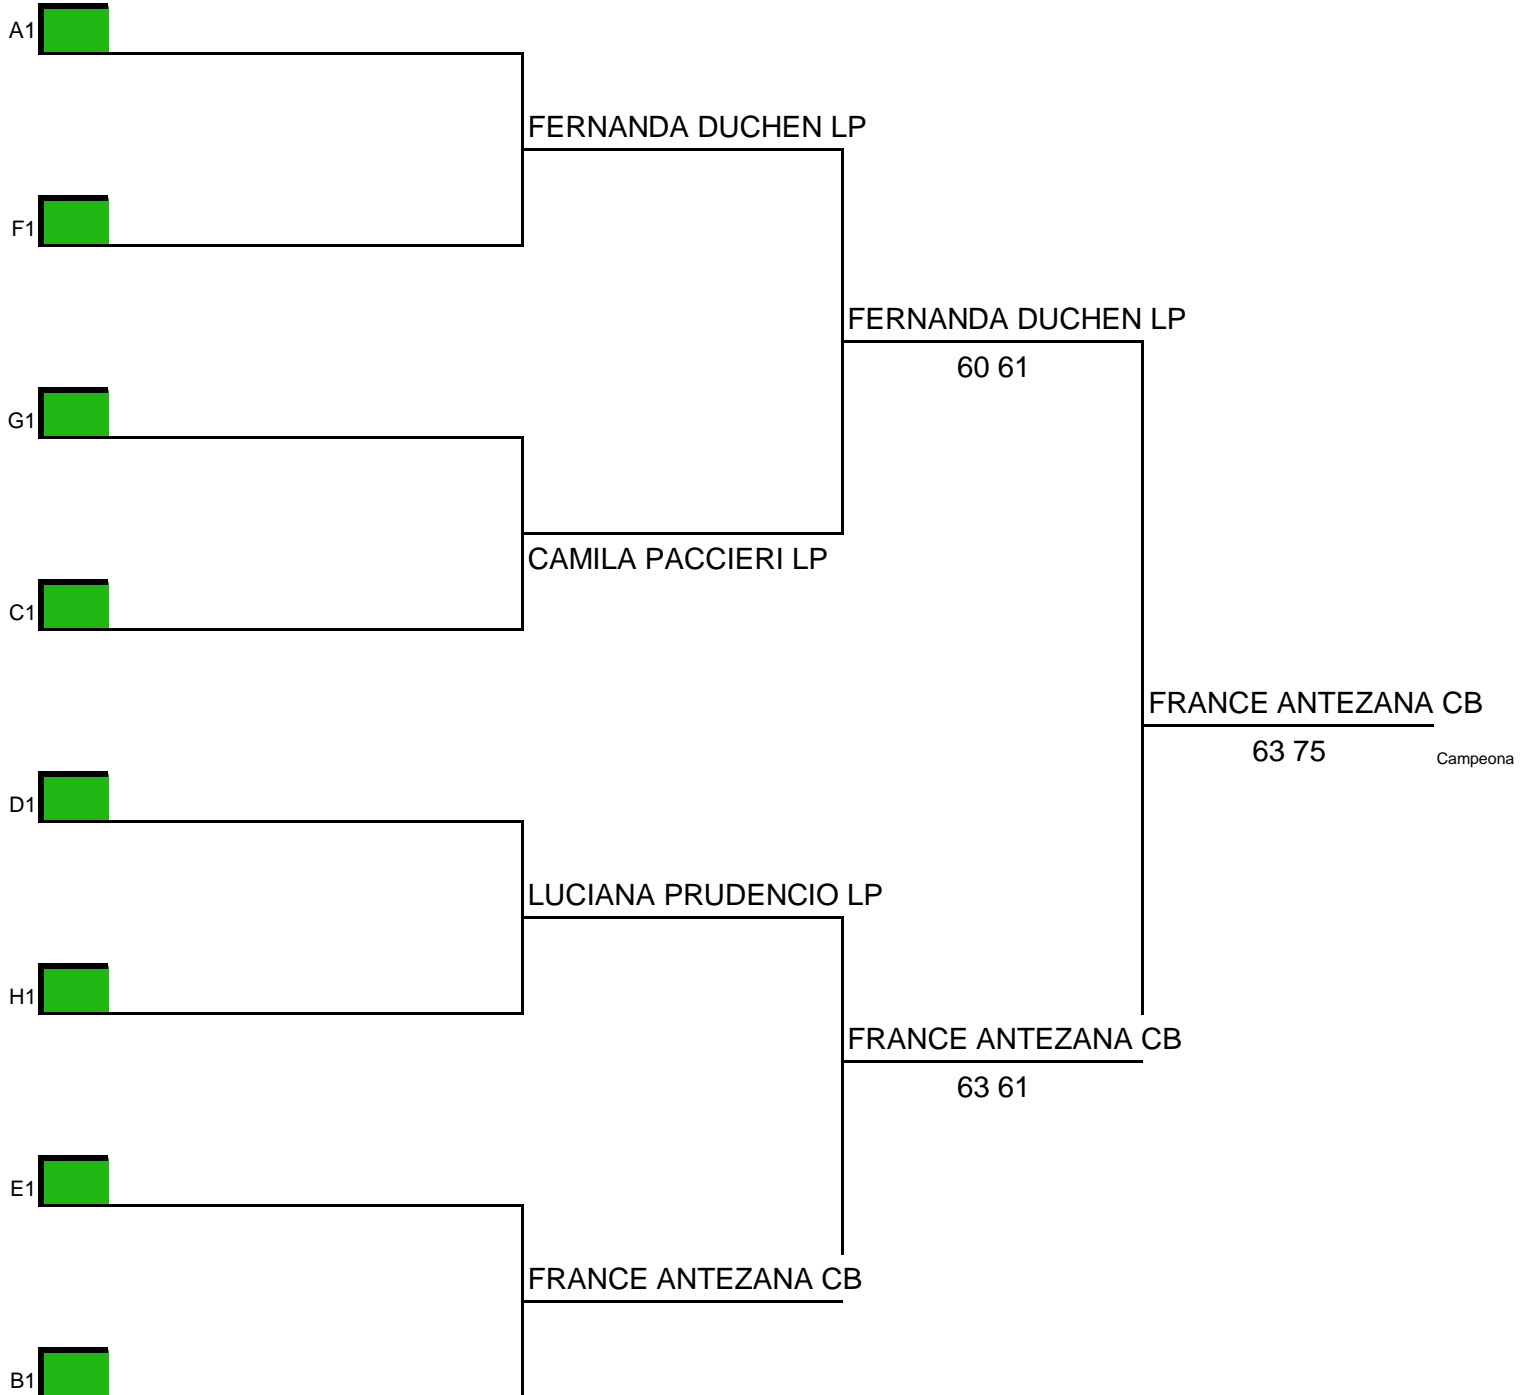 A1
FERNANDA DUCHEN LP
F1
FERNANDA DUCHEN LP
60 61
G1
CAMILA PACCIERI LP
C1
FRANCE ANTEZANA CB
63 75
Campeona
D1
LUCIANA PRUDENCIO LP
H1
FRANCE ANTEZANA CB
63 61
E1
FRANCE ANTEZANA CB
B1